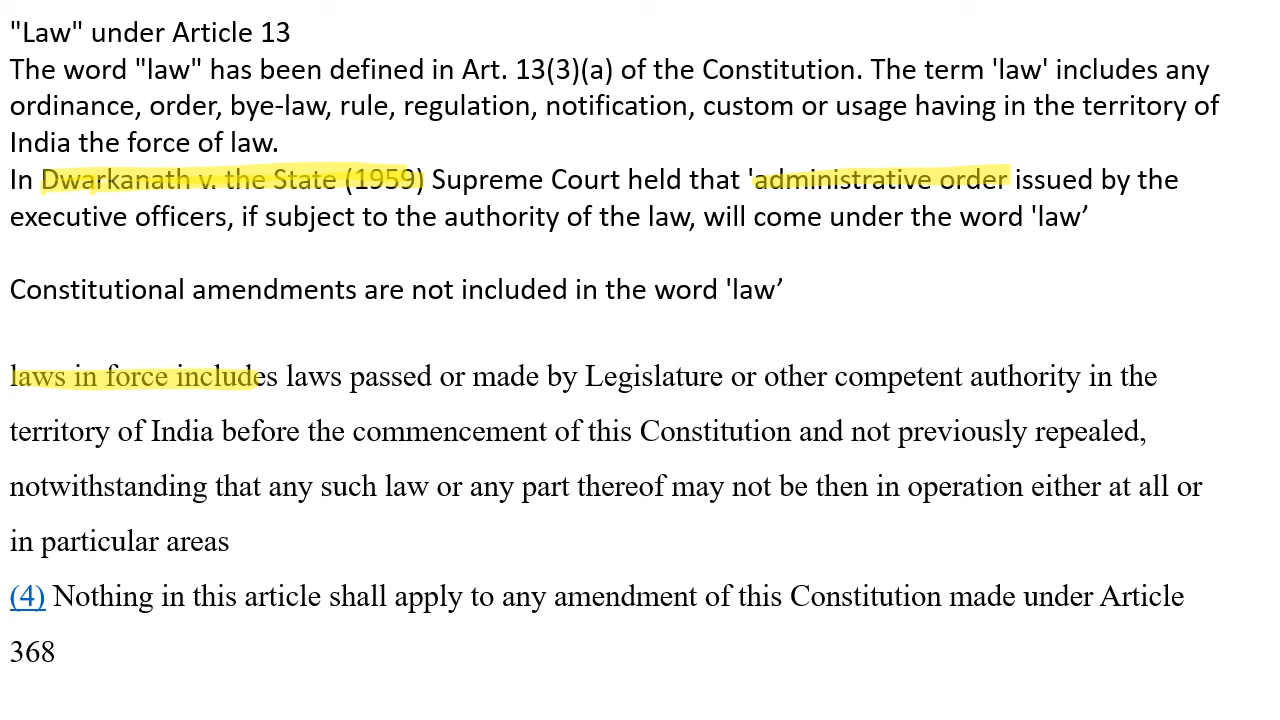 "Law" under Article 13
The word "law" has been defined in Art. 13(3)(a) of the Constitution. The term 'law' includes any
ordinance, order, bye-law, rule, regulation, notification, custom or usage having in the territory of
India the force of law.
In Dwarkanath v. the State (1959) Supreme Court held that 'administrative order issued by the
executive officers, if subject to the authority of the law, will come under the word 'law’
Constitutional amendments are not included in the word 'law’
laws in force includes laws passed or made by Legislature or other competent authority in the
territory of India before the commencement of this Constitution and not previously repealed,
notwithstanding that any such law or any part thereof may not be then in operation either at all or
in particular areas
(4) Nothing in this article shall apply to any amendment of this Constitution made under Article
368